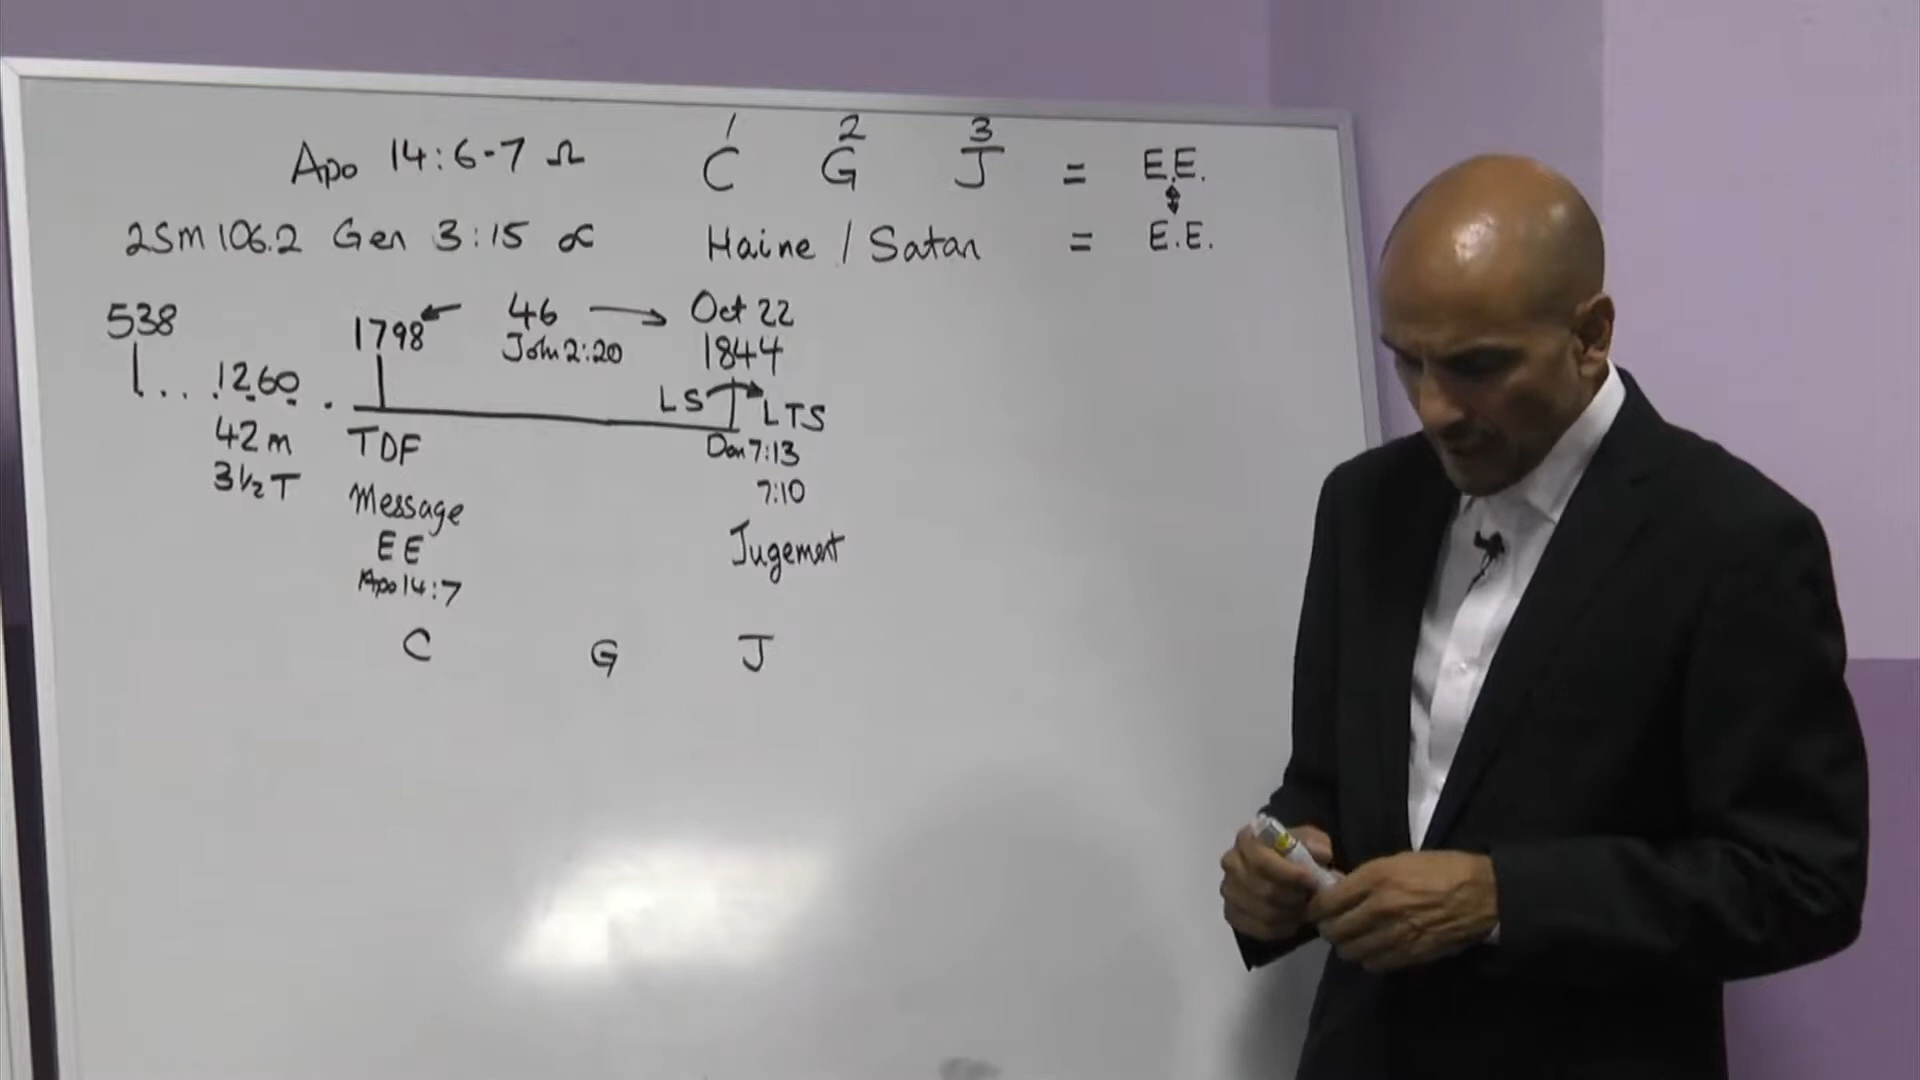 1 2 3
Apo 14:6-7 Ω C G J = E.E.
2SM 106.2 Gen 3:15 ∝ Haine / Satan = E.E.
538 1798 ← 46 → Oct 22
John 2:20 1844
... 1260 . LS LTS
42 m TDF Dan 7:13
3½ T 7:10
Message Jugement
EE
Apo 14:7
C G J